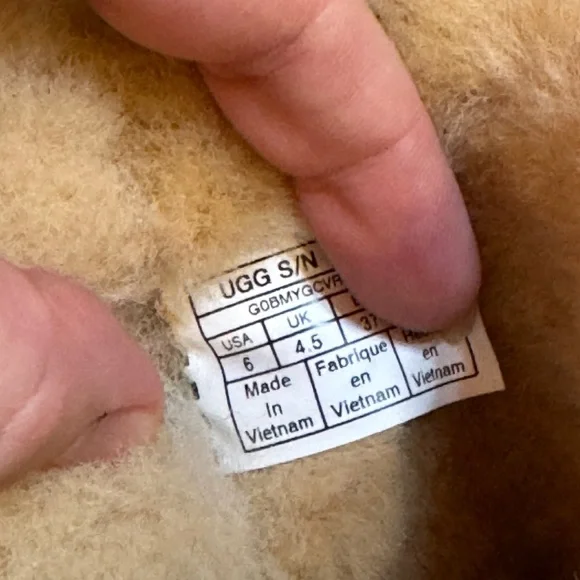 UGG S/N
G0BMYGCVR
USA UK
6 4.5 37
Made Fabrique
In en en
Vietnam Vietnam Vietnam